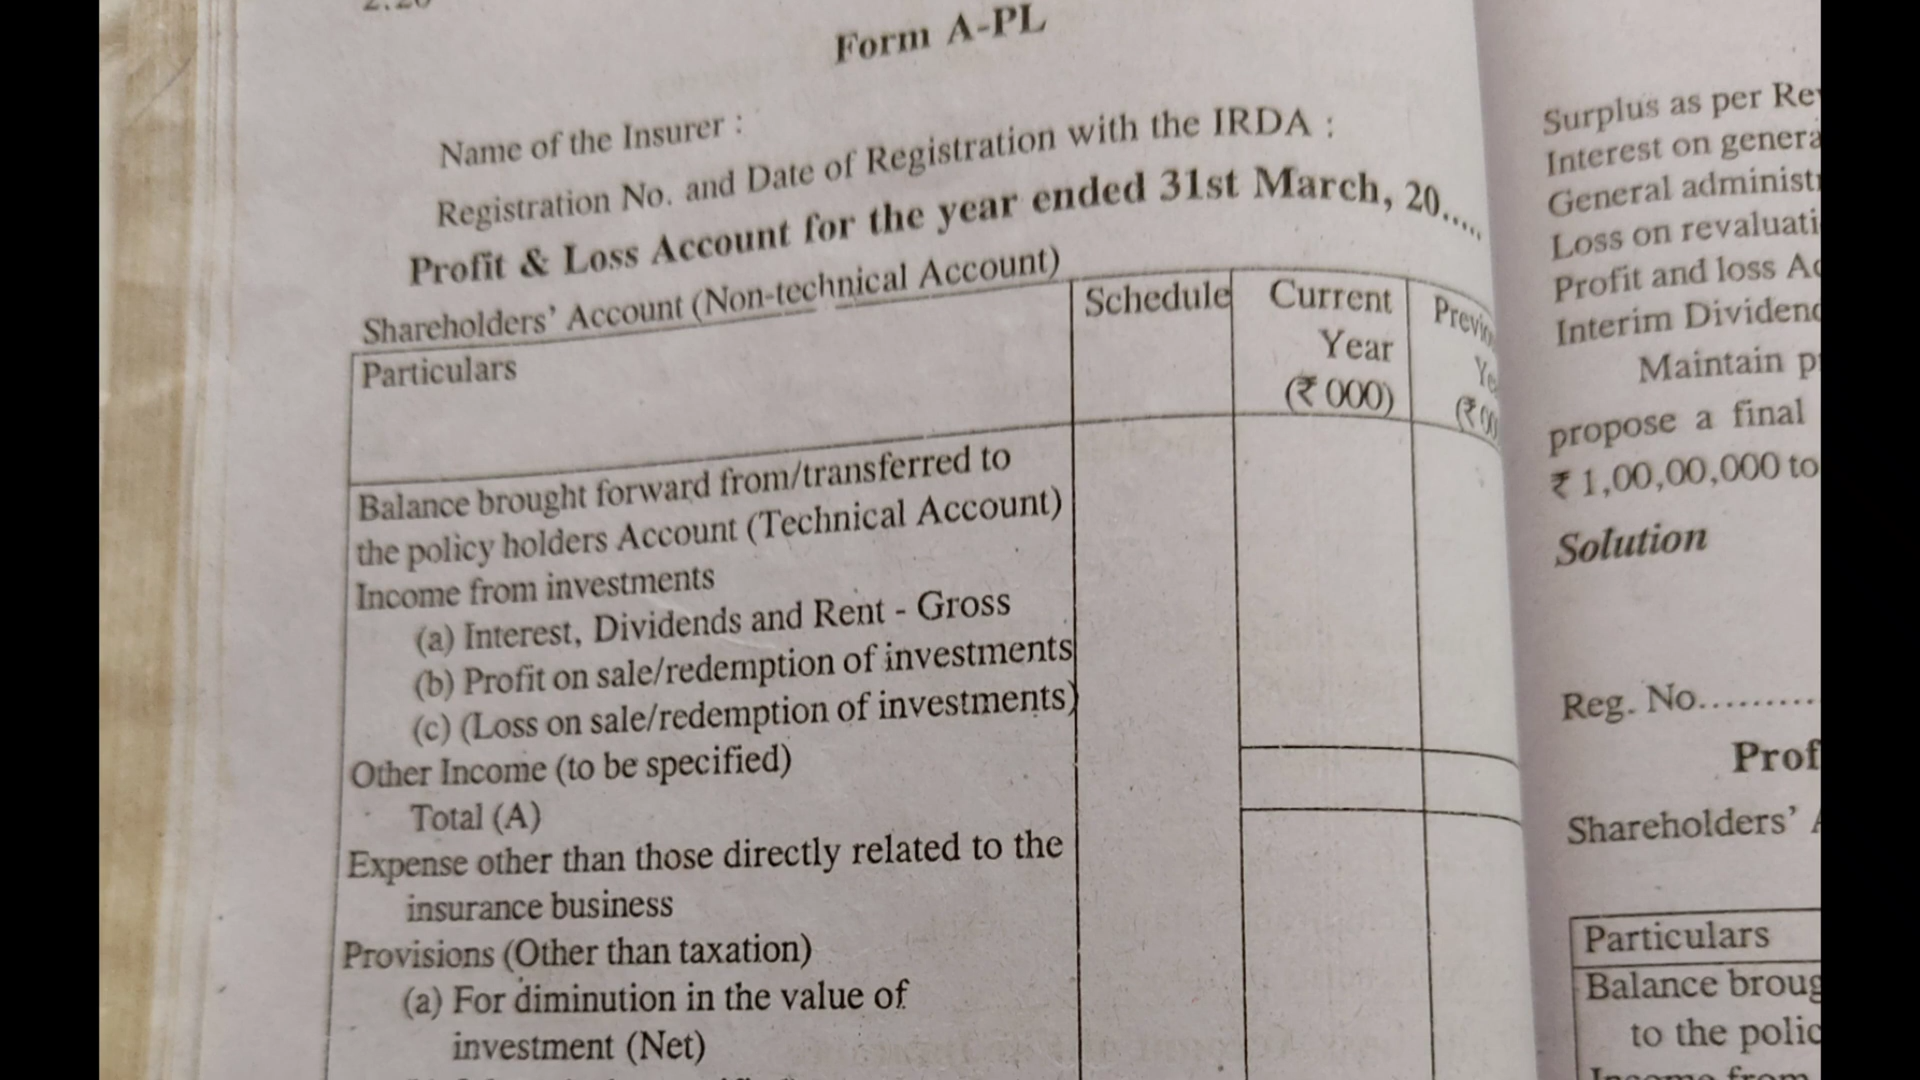 Form A-PL
Name of the Insurer :
Registration No. and Date of Registration with the IRDA :
Profit & Loss Account for the year ended 31st March, 20.....
Shareholders' Account (Non-technical Account)
Particulars
Schedule
Current
Year
(₹ 000)
Balance brought forward from/transferred to
the policy holders Account (Technical Account)
Income from investments
(a) Interest, Dividends and Rent - Gross
(b) Profit on sale/redemption of investments
(c) (Loss on sale/redemption of investments)
Other Income (to be specified)
Total (A)
Expense other than those directly related to the
insurance business
Provisions (Other than taxation)
(a) For diminution in the value of
investment (Net)
Surplus as per
Interest on
General
Loss on
Profit and loss
Interim
Maintain
propose a final
₹ 1,00,00,000 to
Solution
Reg. No..........
Shareholders'
Particulars
Balance
to the